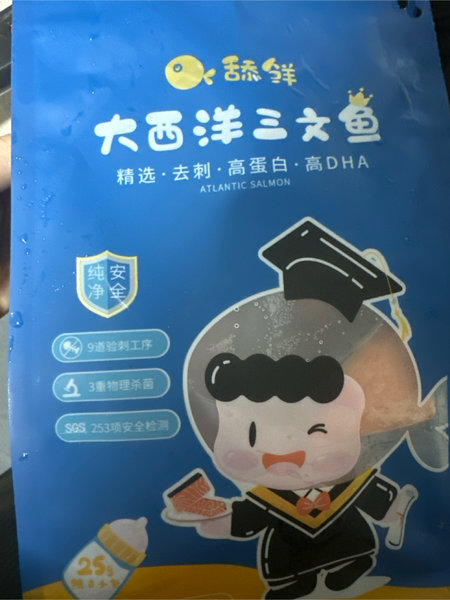 舔鲜
大西洋三文鱼
精选·去刺·高蛋白·高DHA
ATLANTIC SALMON
纯 安
净 全
9道验刺工序
3重物理杀菌
SGS 253项安全检测
25g